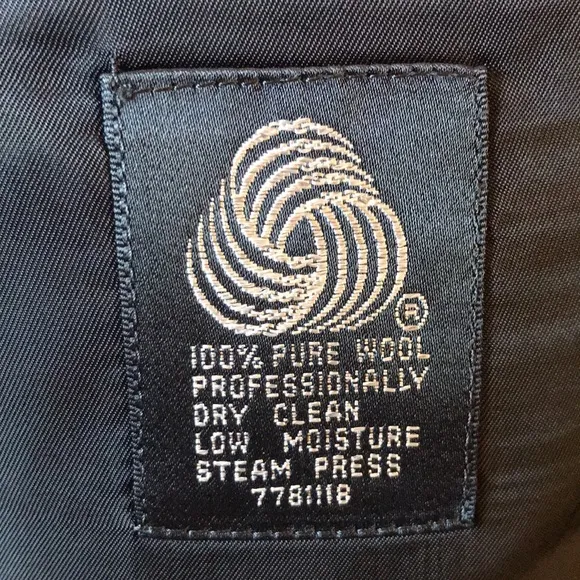 ®
100% PURE WOOL
PROFESSIONALLY
DRY CLEAN
LOW MOISTURE
STEAM PRESS
7781118